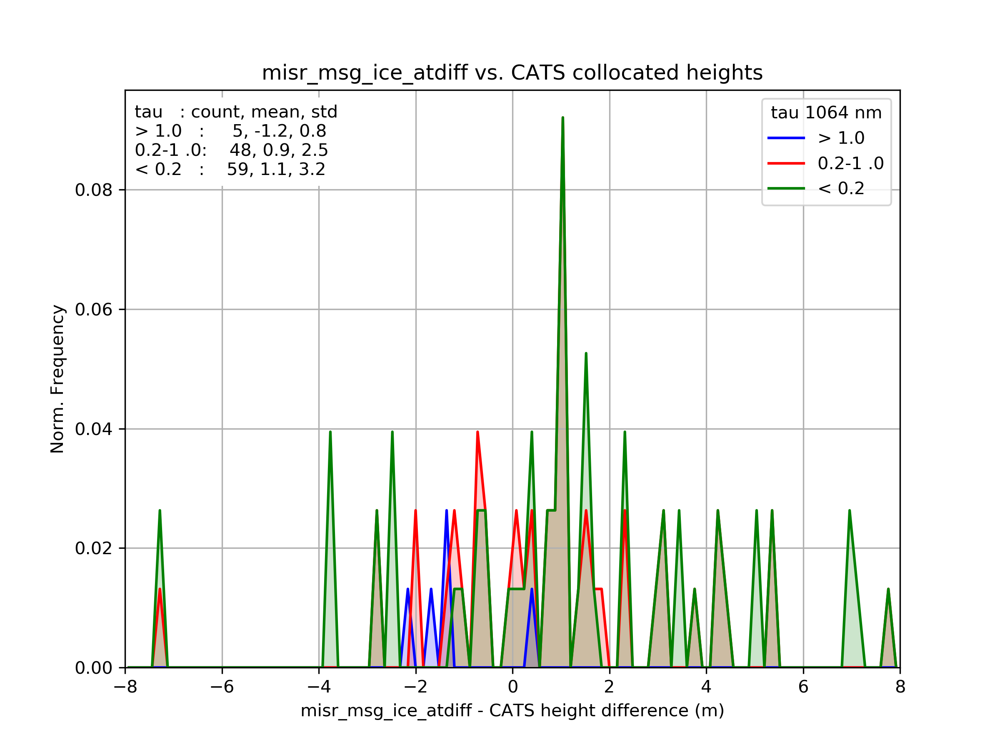 misr_msg_ice_atdiff vs. CATS collocated heights
tau   : count, mean, std
> 1.0   :     5, -1.2, 0.8
0.2-1 .0:    48, 0.9, 2.5
< 0.2   :    59, 1.1, 3.2
tau 1064 nm
> 1.0
0.2-1 .0
< 0.2
0.08
0.06
0.04
0.02
0.00
Norm. Frequency
−8 −6 −4 −2 0 2 4 6 8
misr_msg_ice_atdiff - CATS height difference (m)